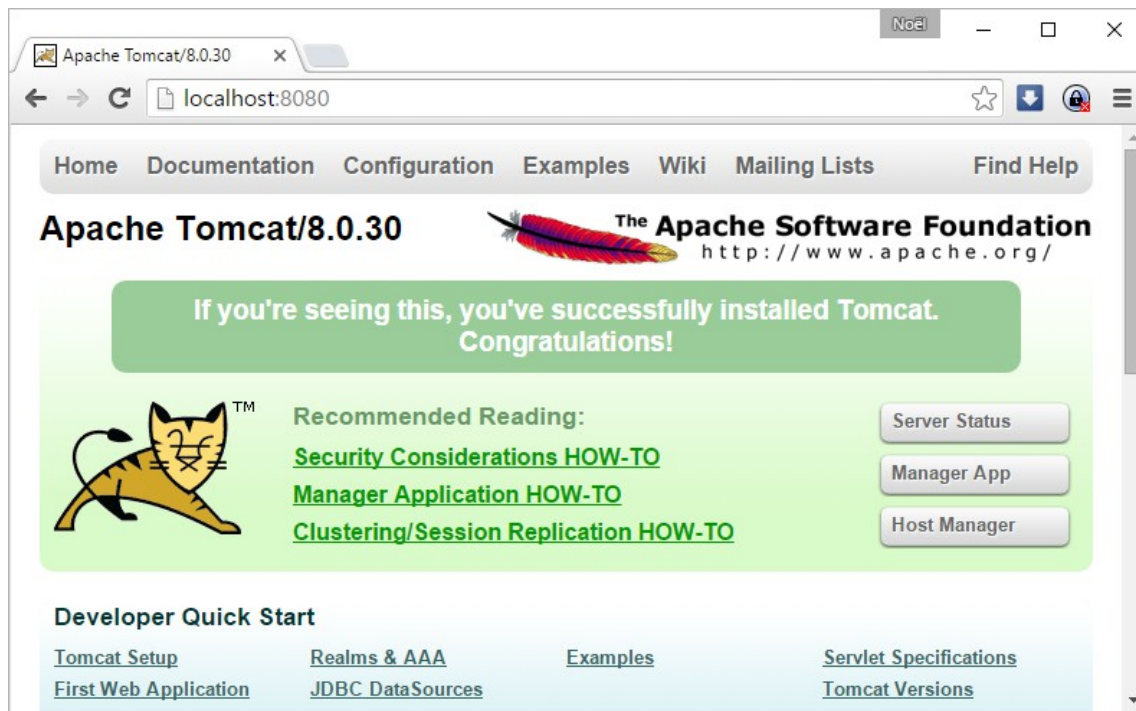 Noël
Apache Tomcat/8.0.30
localhost:8080
Home Documentation Configuration Examples Wiki Mailing Lists Find Help
Apache Tomcat/8.0.30
The Apache Software Foundation
http://www.apache.org/
If you're seeing this, you've successfully installed Tomcat.
Congratulations!
TM
Recommended Reading:
Security Considerations HOW-TO
Manager Application HOW-TO
Clustering/Session Replication HOW-TO
Server Status
Manager App
Host Manager
Developer Quick Start
Tomcat Setup Realms & AAA Examples Servlet Specifications
First Web Application JDBC DataSources Tomcat Versions